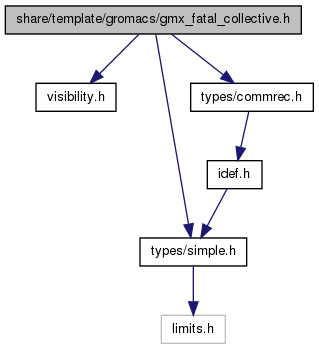 share/template/gromacs/gmx_fatal_collective.h
visibility.h
types/commrec.h
idef.h
types/simple.h
limits.h